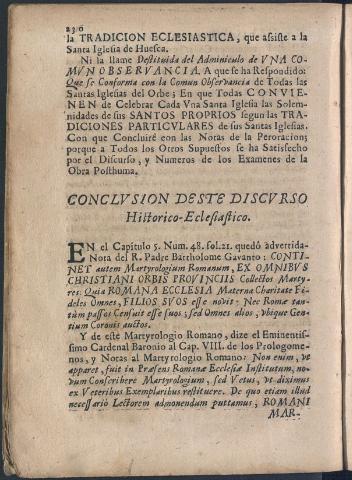 236
la TRADICION ECLESIASTICA, que asiste a la
Santa Iglesia de Huesca.
Ni la llame Destituida del Adminiculo de VNA CO-
MVN OBSERVANCIA. A que se ha Respondido:
Que se Conforma con la Comun Observancia de Todas las
Santas Iglesias del Orbe; En que Todas CONVIE-
NEN de Celebrar Cada Vna Santa Iglesia las Solem-
nidades de sus SANTOS PROPRIOS segun las TRA-
DICIONES PARTICVLARES de sus Santas Iglesias.
Con que Concluirè con las Notas de la Peroracion;
porque a Todos los Otros Supuestos se ha Satisfecho
por el Discurso, y Numeros de los Examenes de la
Obra Posthuma.
CONCLVSION DESTE DISCVRSO
Historico-Eclesiastico.
EN el Capitulo 5. Num. 48. fol. 21. quedò advertida-
Nota del R. Padre Bartholome Gavanto: CONTI-
NET autem Martyrologium Romanum, EX OMNIBVS
CHRISTIANI ORBIS PROVINCIIS Collectos Marty-
res: Quia ROMANA ECCLESIA Materna Charitate Fi-
deles Omnes, FILIOS SVOS esse novit: Nec Romæ tan-
tùm passos Censuit esse suos, sed Omnes alios, vbique Gen-
tium Coronis auctos.
Y de este Martyrologio Romano, dize el Eminentis-
simo Cardenal Baronio al Cap. VIII. de los Prologome-
nos, y Notas al Martyrologio Romano: Non enim, vt
apparet, fuit in Præsens Romanæ Ecclesiæ Institutum, no-
vum Conscribere Martyrologium, sed Vetus, vt diximus
ex Veteribus Exemplaribus restituere. De quo etiam illud
necessariò Lectorem admonendum puttamus; ROMANI
MAR-